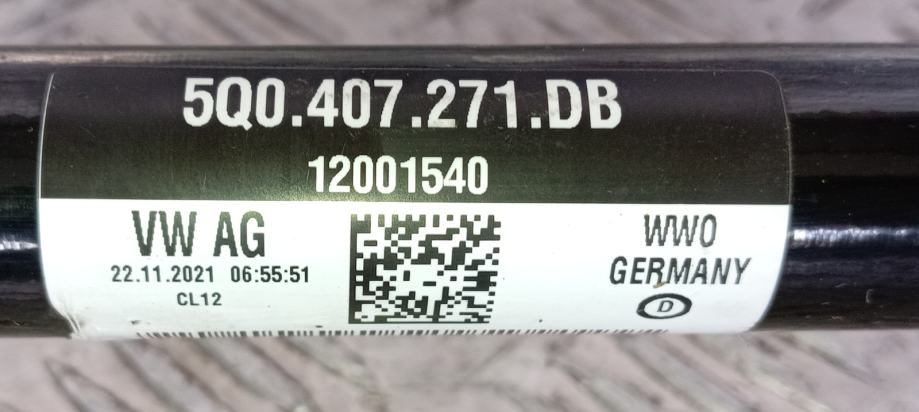 5Q0.407.271.DB
12001540
VW AG
22.11.2021 06:55:51
CL12
WWO
GERMANY
D